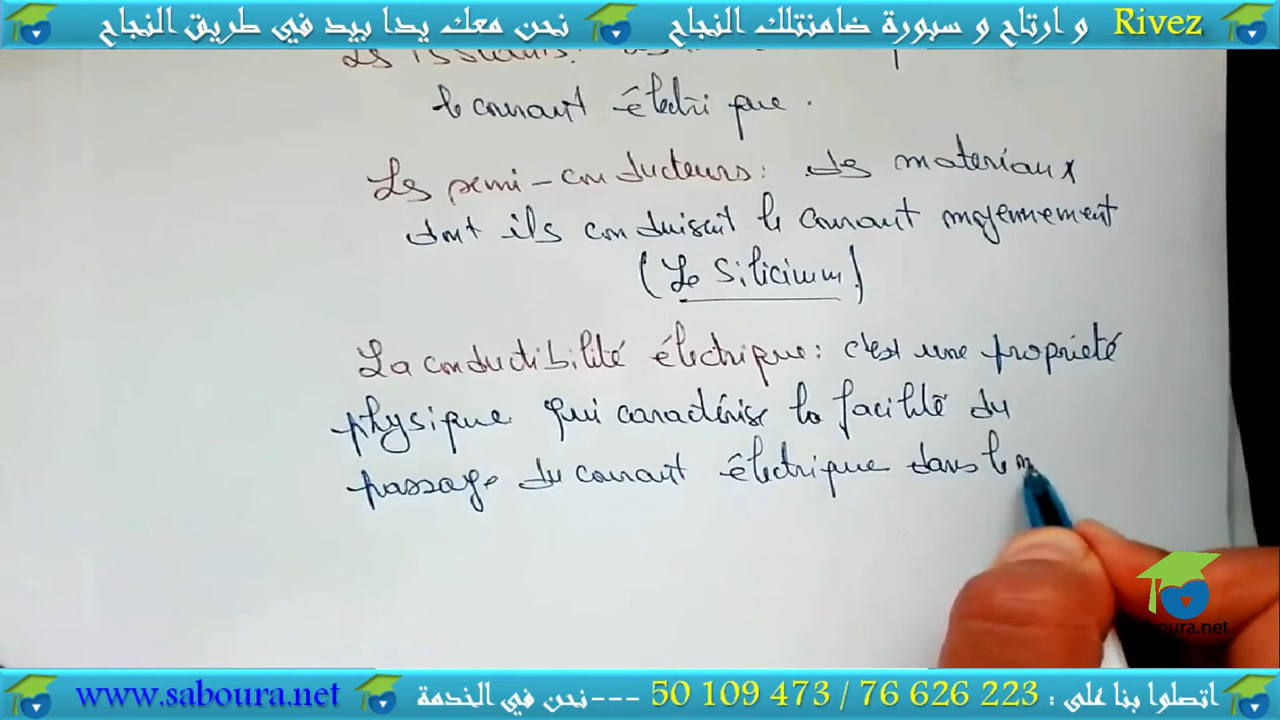 نحن معك يدا بيد في طريق النجاح و ارتاح و سبورة ضامنتلك النجاح Rivez
Les isolants:
le courant électrique.
Les semi-conducteurs: des materiaux
dont ils conduisent le courant moyennement
(Le Silicium)
La conductibilité électrique: c'est une proprieté
physique qui caractérise la facilité du
passage du courant électrique dans le m
saboura.net
www.saboura.net اتصلوا بنا على : 50 109 473 / 76 626 223 ---نحن في الخدمة